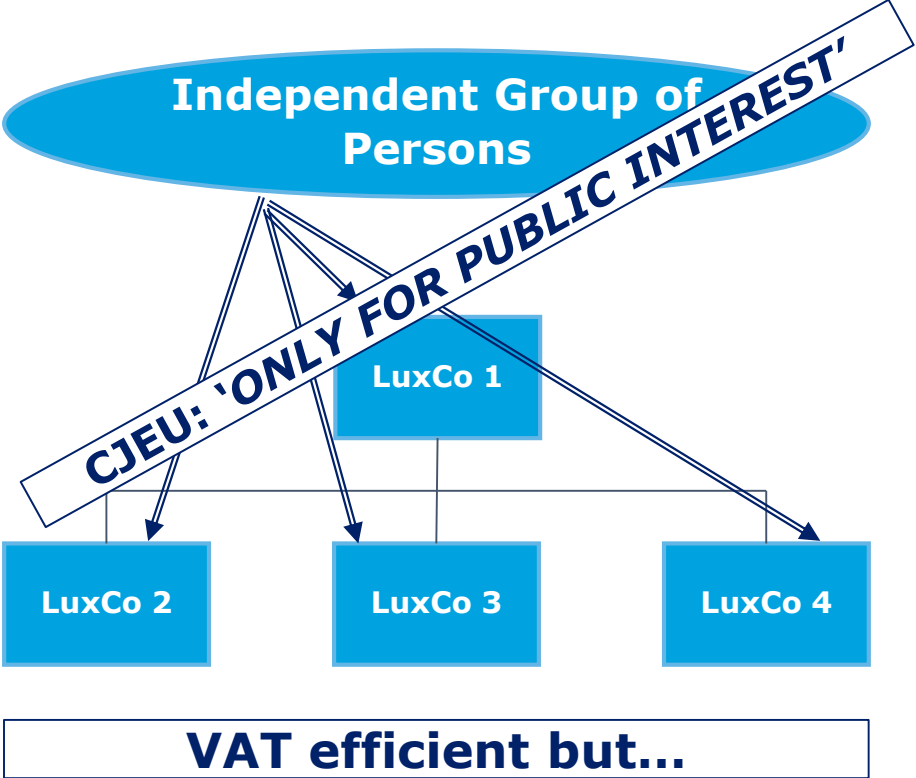 Independent Group of
Persons
CJEU: ‘ONLY FOR PUBLIC INTEREST’
LuxCo 1
LuxCo 2
LuxCo 3
LuxCo 4
VAT efficient but…